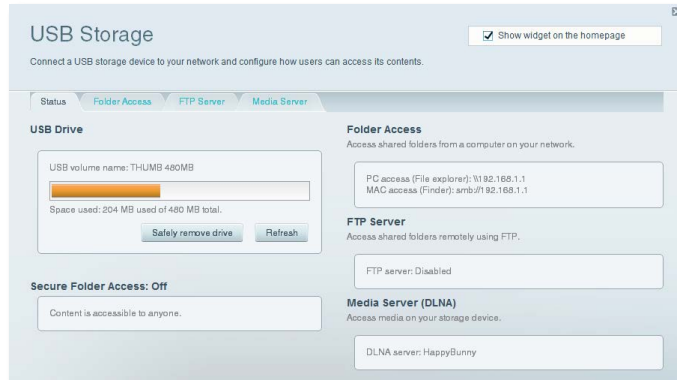 USB Storage
Show widget on the homepage
Connect a USB storage device to your network and configure how users can access its contents.
Status
Folder Access
FTP Server
Media Server
USB Drive
USB volume name: THUMB 480MB
Space used: 204 MB used of 480 MB total.
Safely remove drive
Refresh
Secure Folder Access: Off
Content is accessible to anyone.
Folder Access
Access shared folders from a computer on your network.
PC access (File explorer): \\192.168.1.1
MAC access (Finder): smb://192.168.1.1
FTP Server
Access shared folders remotely using FTP.
FTP server: Disabled
Media Server (DLNA)
Access media on your storage device.
DLNA server: HappyBunny